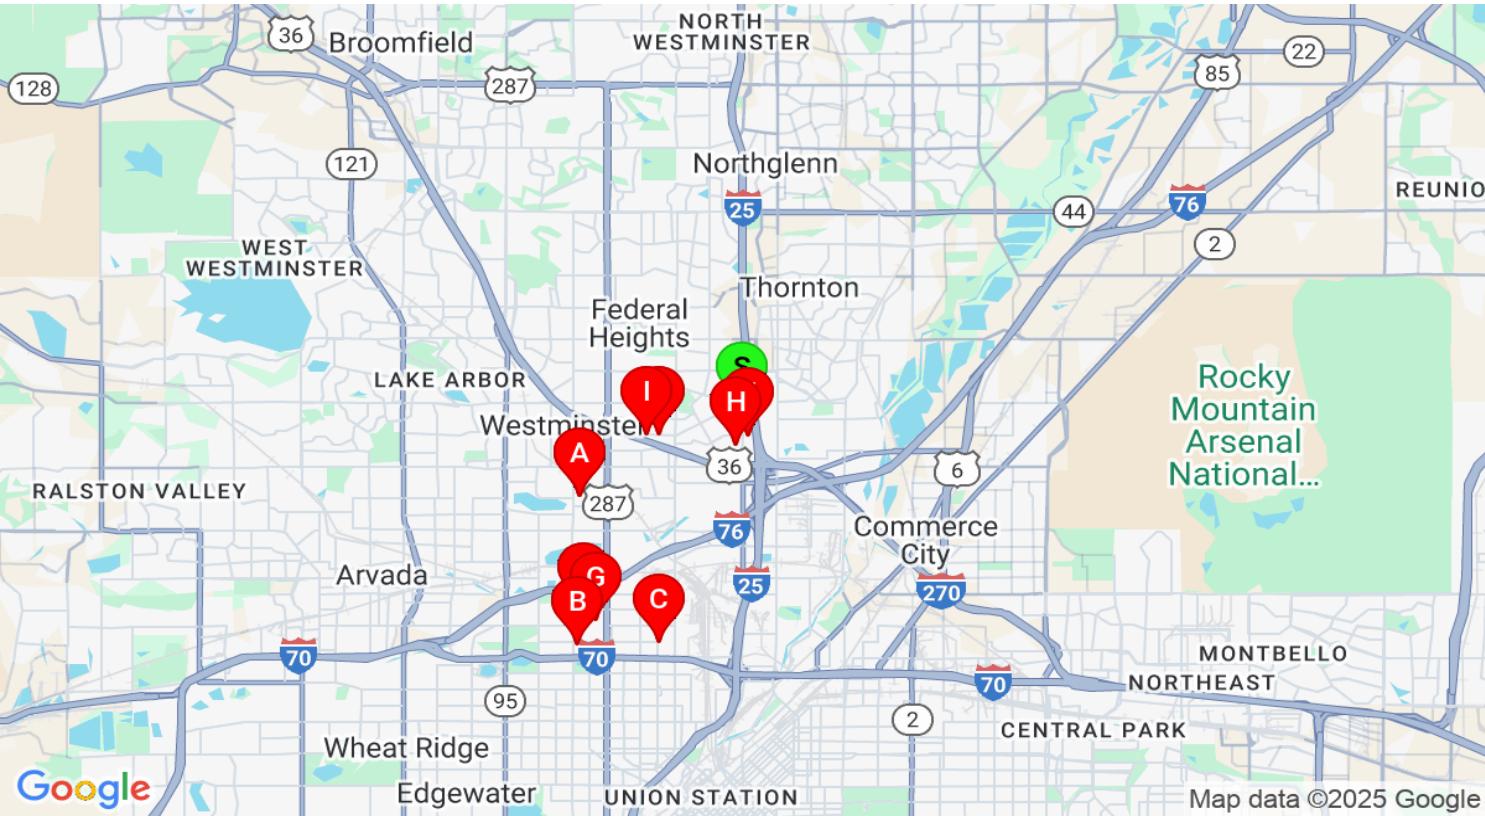 NORTH
WESTMINSTER
36
Broomfield
22
85
128
287
121
Northglenn
REUNIO
25
44
76
2
WEST
WESTMINSTER
Thornton
Federal
Heights
S
LAKE ARBOR
I
H
Rocky
Mountain
Arsenal
National...
Westminster
A
36
6
RALSTON VALLEY
287
76
Commerce
City
Arvada
G
25
270
B
C
70
70
MONTBELLO
70
NORTHEAST
95
2
CENTRAL PARK
Wheat Ridge
Google
Edgewater
UNION STATION
Map data ©2025 Google